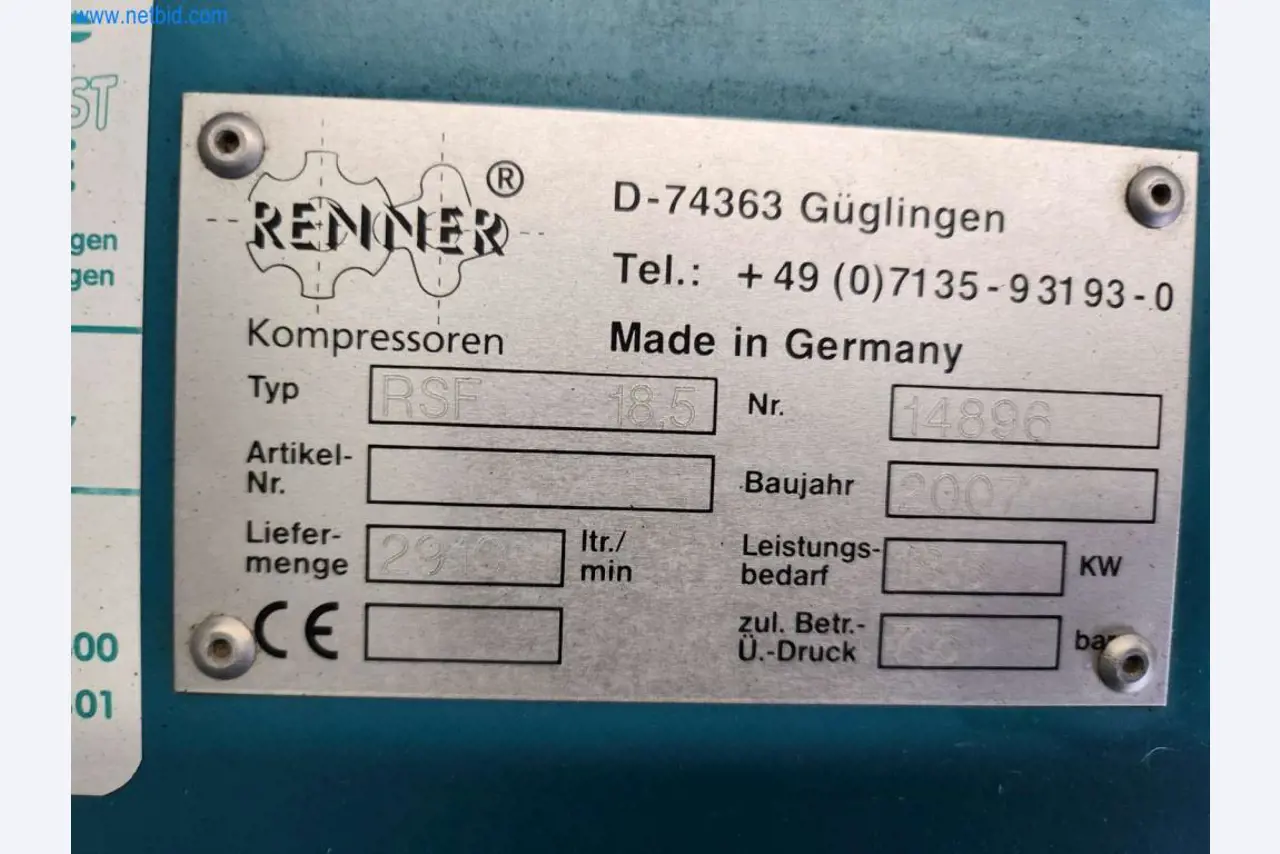 www.netbid.com
ST
gen
gen
RENNER®
Kompressoren
D-74363 Güglingen
Tel.: +49 (0)7135-93193-0
Made in Germany
Typ RSF 18,5
Nr. 14896
Artikel-
Nr.
Baujahr 2007
Liefer-
menge
ltr./
min
Leistungs-
bedarf
KW
CE
zul. Betr.-
Ü.-Druck
bar
00
01